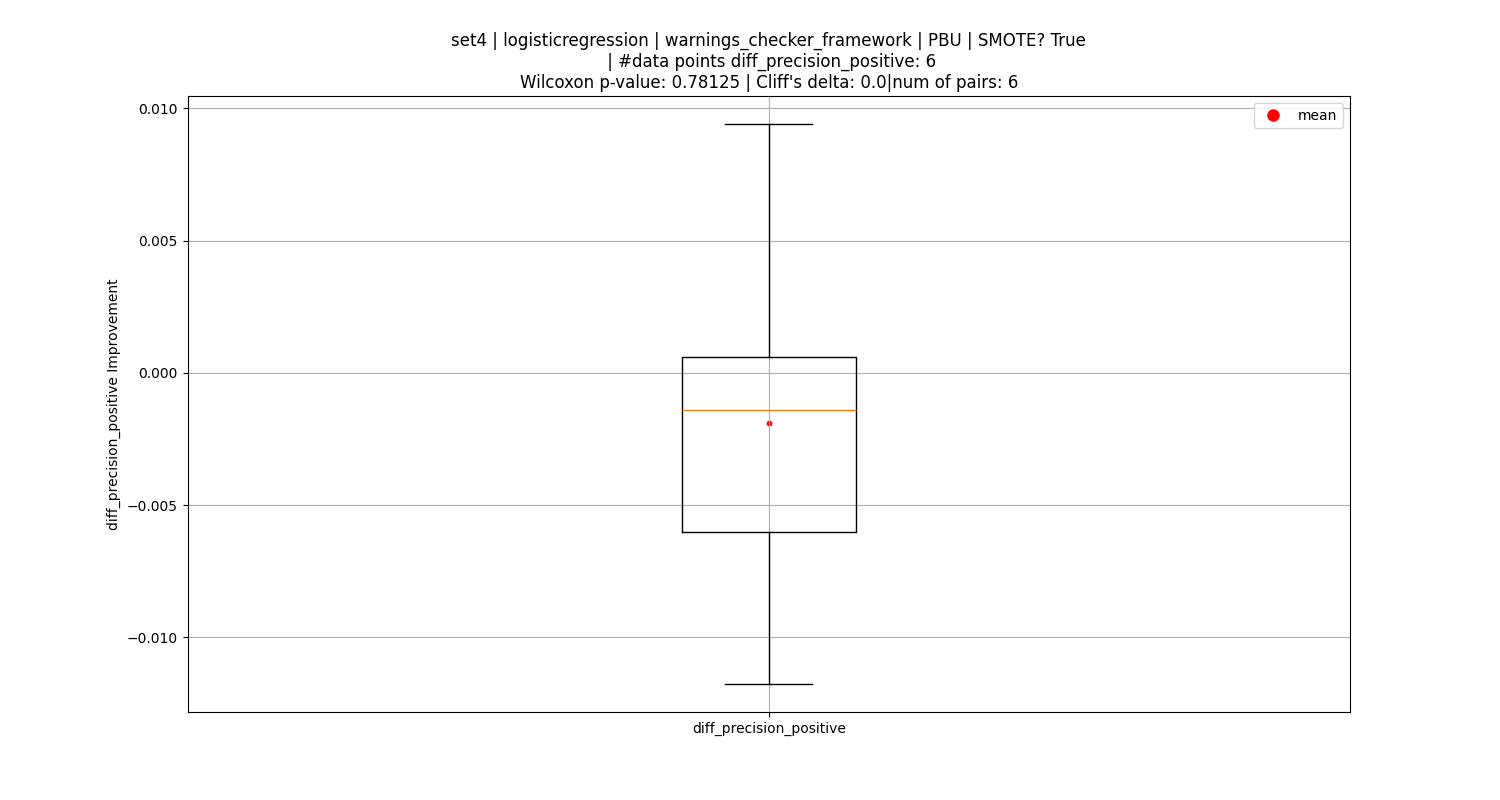 set4 | logisticregression | warnings_checker_framework | PBU | SMOTE? True
| #data points diff_precision_positive: 6
Wilcoxon p-value: 0.78125 | Cliff's delta: 0.0|num of pairs: 6
mean
0.010
0.005
0.000
−0.005
−0.010
diff_precision_positive Improvement
diff_precision_positive